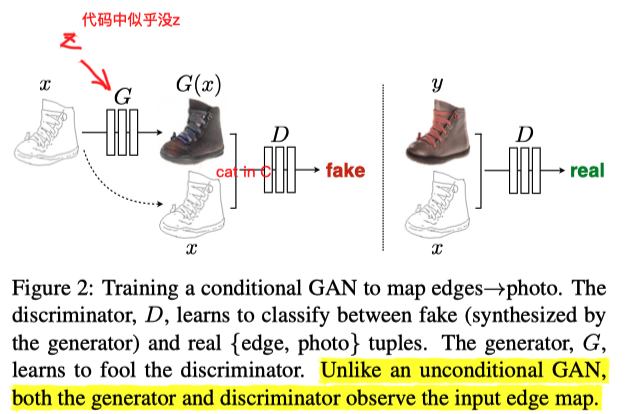 代码中似乎没z
z
x
G
G(x)
y
D
D
cat in C
fake
real
x
x
Figure 2: Training a conditional GAN to map edges→photo. The
discriminator, D, learns to classify between fake (synthesized by
the generator) and real {edge, photo} tuples. The generator, G,
learns to fool the discriminator. Unlike an unconditional GAN,
both the generator and discriminator observe the input edge map.